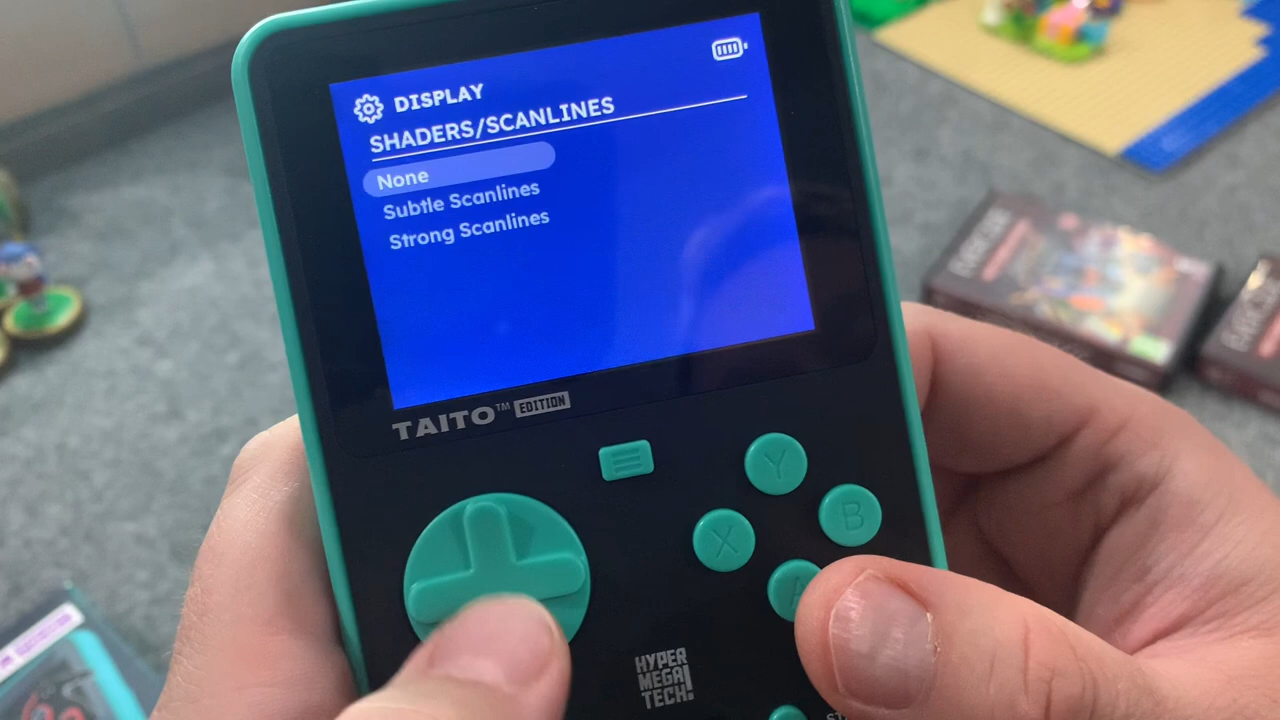 DISPLAY
SHADERS/SCANLINES
None
Subtle Scanlines
Strong Scanlines
TAITO™ EDITION
Y
X
B
A
HYPER
MEGA
TECH!